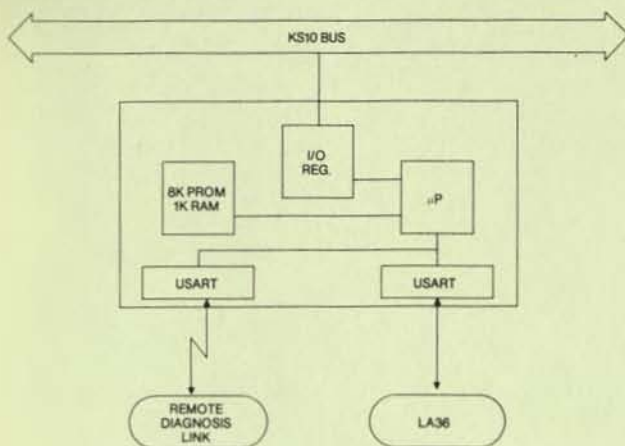 KS10 BUS
I/O
REG.
8K PROM
1K RAM
μP
USART
USART
REMOTE
DIAGNOSIS
LINK
LA36